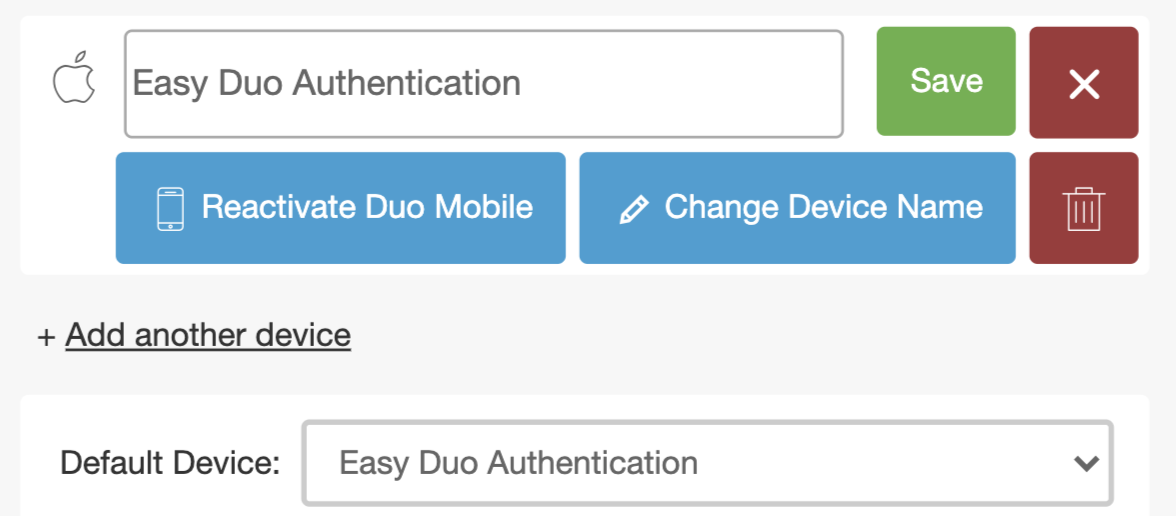 Easy Duo Authentication Save
Reactivate Duo Mobile Change Device Name
+ Add another device
Default Device: Easy Duo Authentication